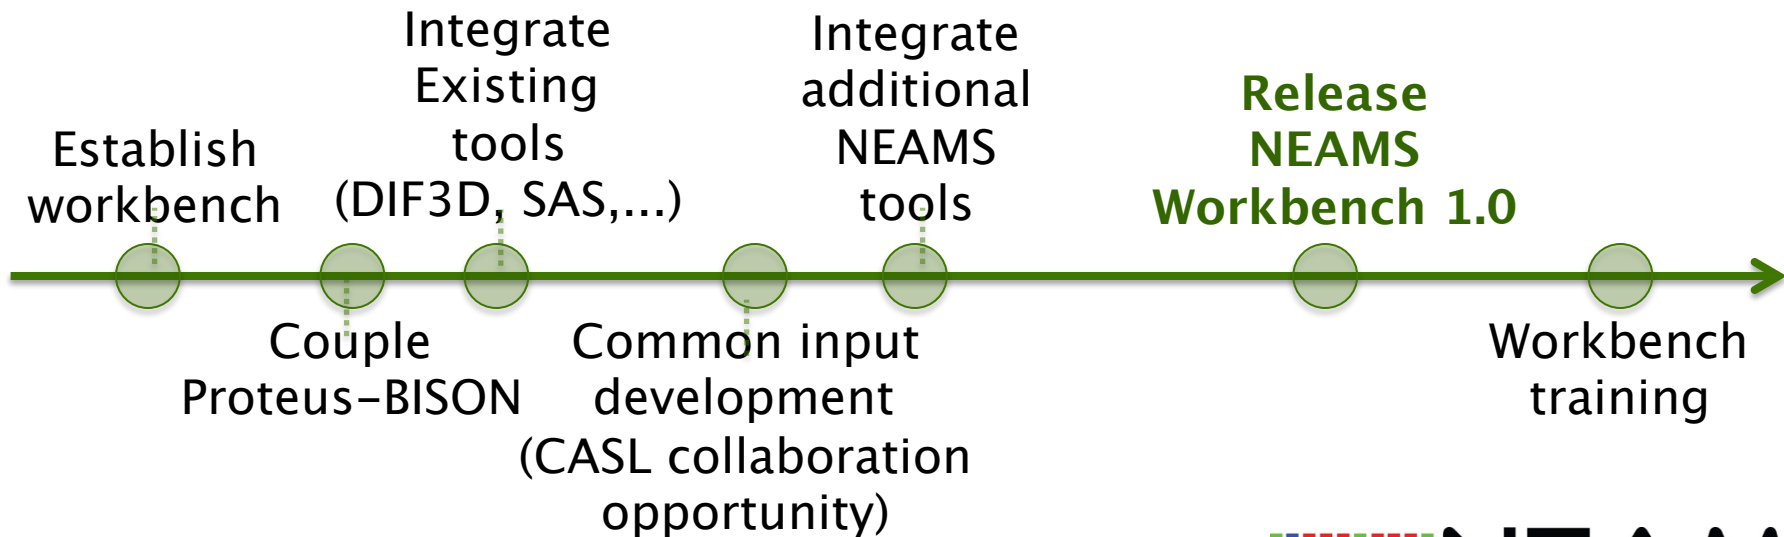 Establish
workbench
Couple
Proteus-BISON
Integrate
Existing
tools
(DIF3D, SAS,...)
Common input
development
(CASL collaboration
opportunity)
Integrate
additional
NEAMS
tools
Release
NEAMS
Workbench 1.0
Workbench
training